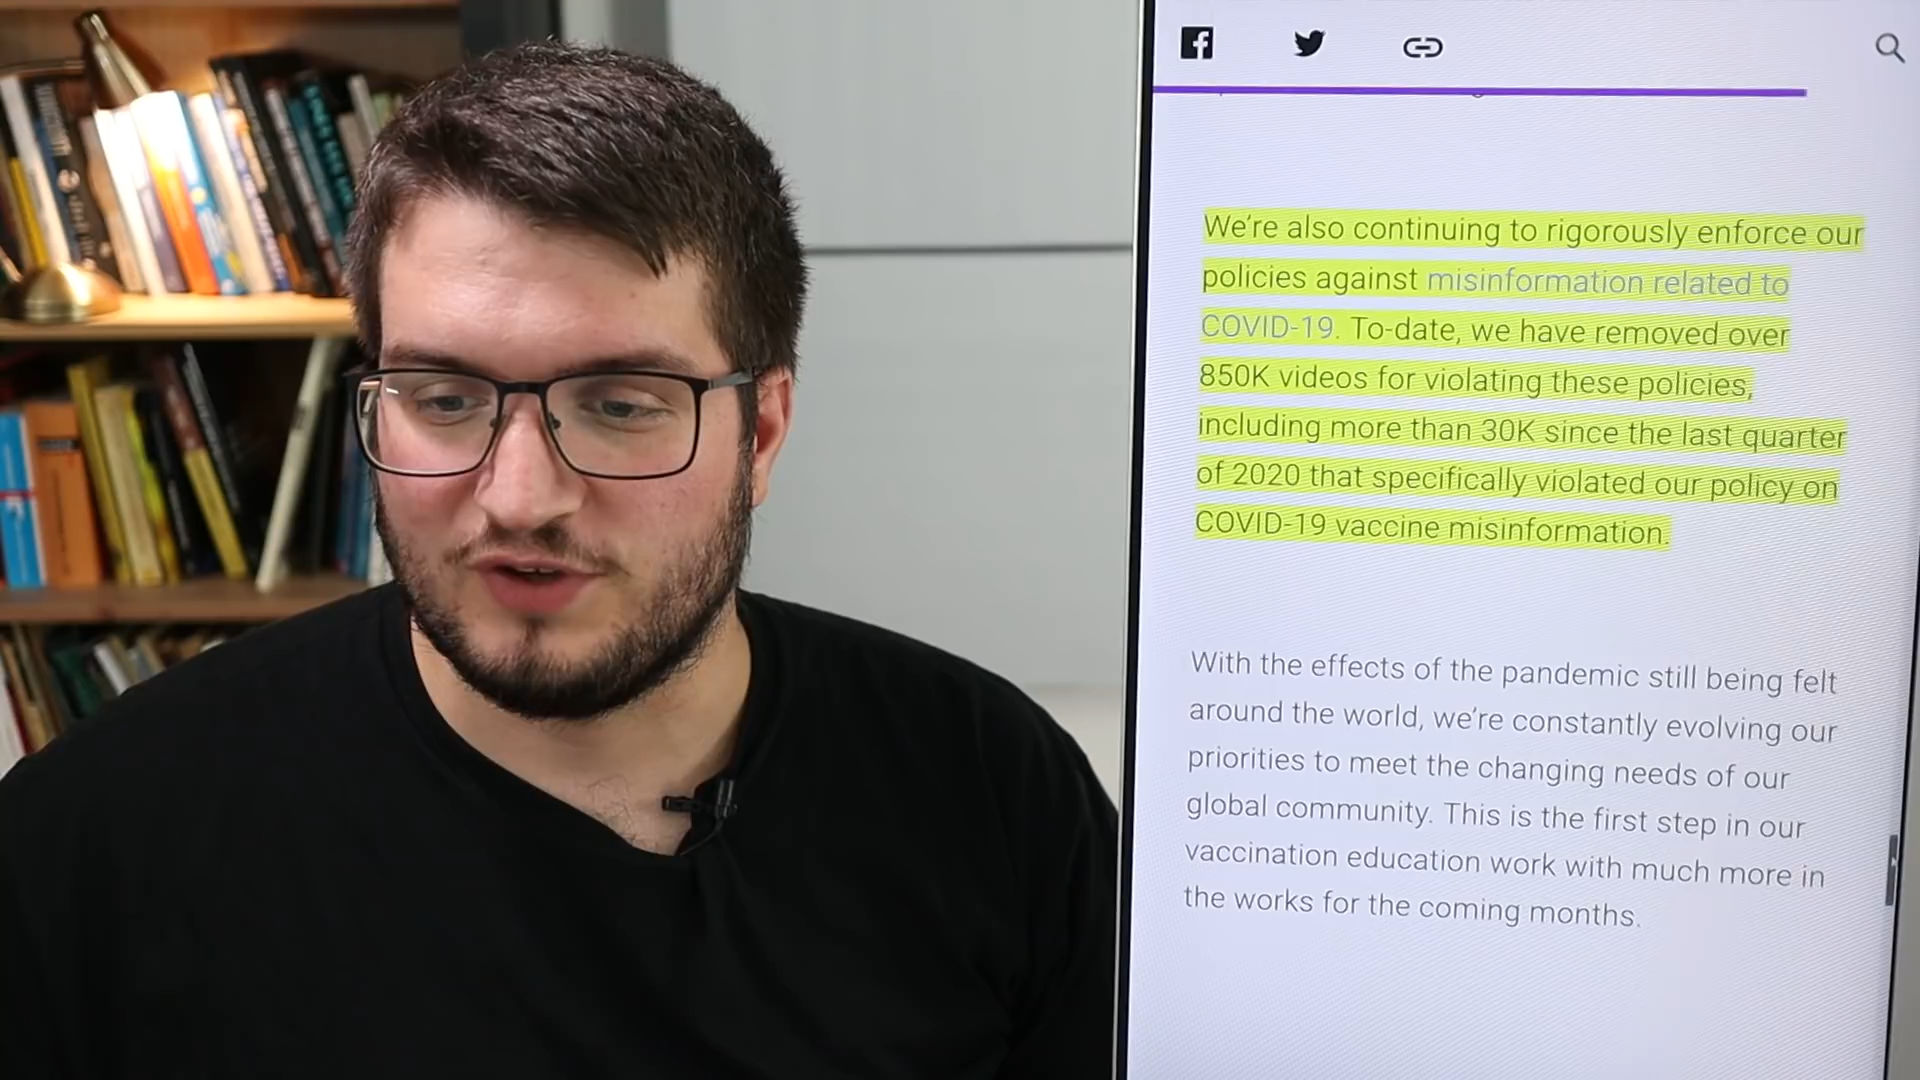 We're also continuing to rigorously enforce our
policies against misinformation related to
COVID-19. To-date, we have removed over
850K videos for violating these policies,
including more than 30K since the last quarter
of 2020 that specifically violated our policy on
COVID-19 vaccine misinformation.
With the effects of the pandemic still being felt
around the world, we're constantly evolving our
priorities to meet the changing needs of our
global community. This is the first step in our
vaccination education work with much more in
the works for the coming months.